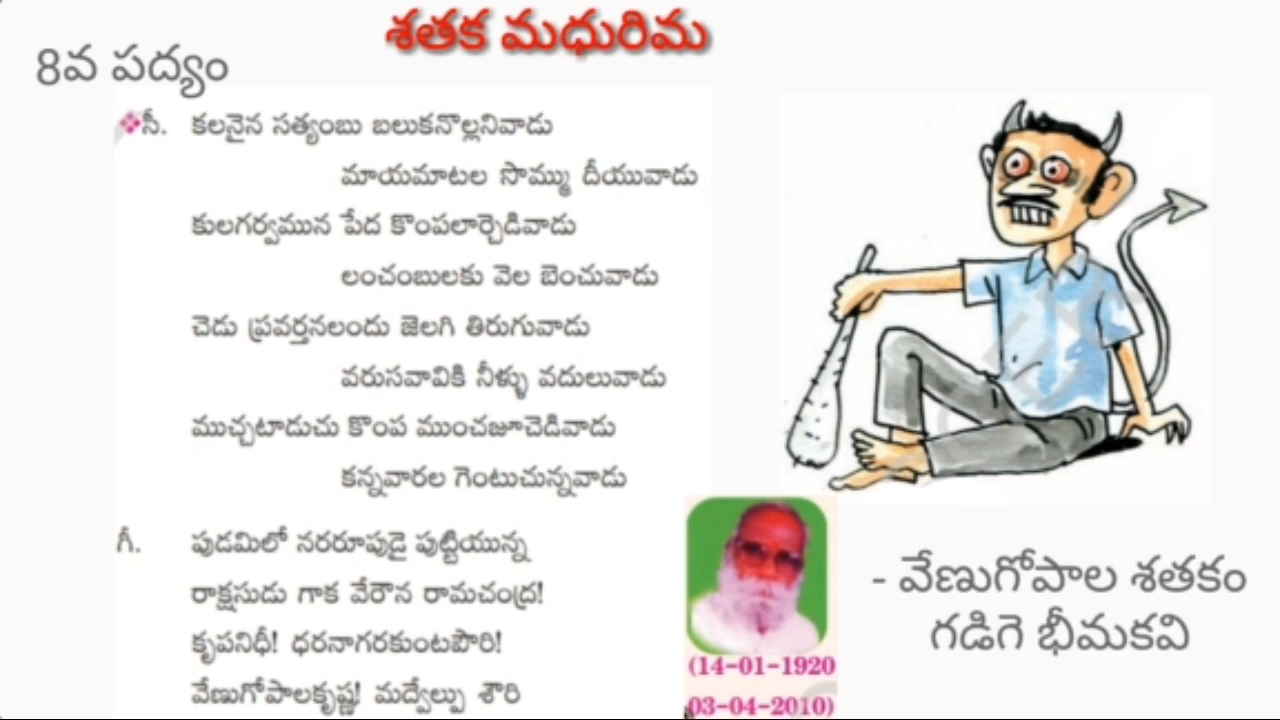 శతక మధురిమ
8వ పద్యం
సీ. కలనైన సత్యంబు బలుకనొల్లనివాడు
మాయమాటల సొమ్ము దీయువాడు
కులగర్వమున పేద కొంపలార్చెడివాడు
లంచంబులకు వెల బెంచువాడు
చెడు ప్రవర్తనలందు జెలగి తిరుగువాడు
వరుసవావికి నీళ్ళు వదులువాడు
ముచ్చటాడుచు కొంప ముంచజూచెడివాడు
కన్నవారల గెంటుచున్నవాడు
గీ. పుడమిలో నరరూపుడై పుట్టియున్న
రాక్షసుడు గాక వేరౌన రామచంద్ర!
కృపనిధీ! ధరనాగరకుంటపౌరి!
వేణుగోపాలకృష్ణ! మద్వేల్పు శౌరి
(14-01-1920
03-04-2010)
- వేణుగోపాల శతకం
గడిగె భీమకవి